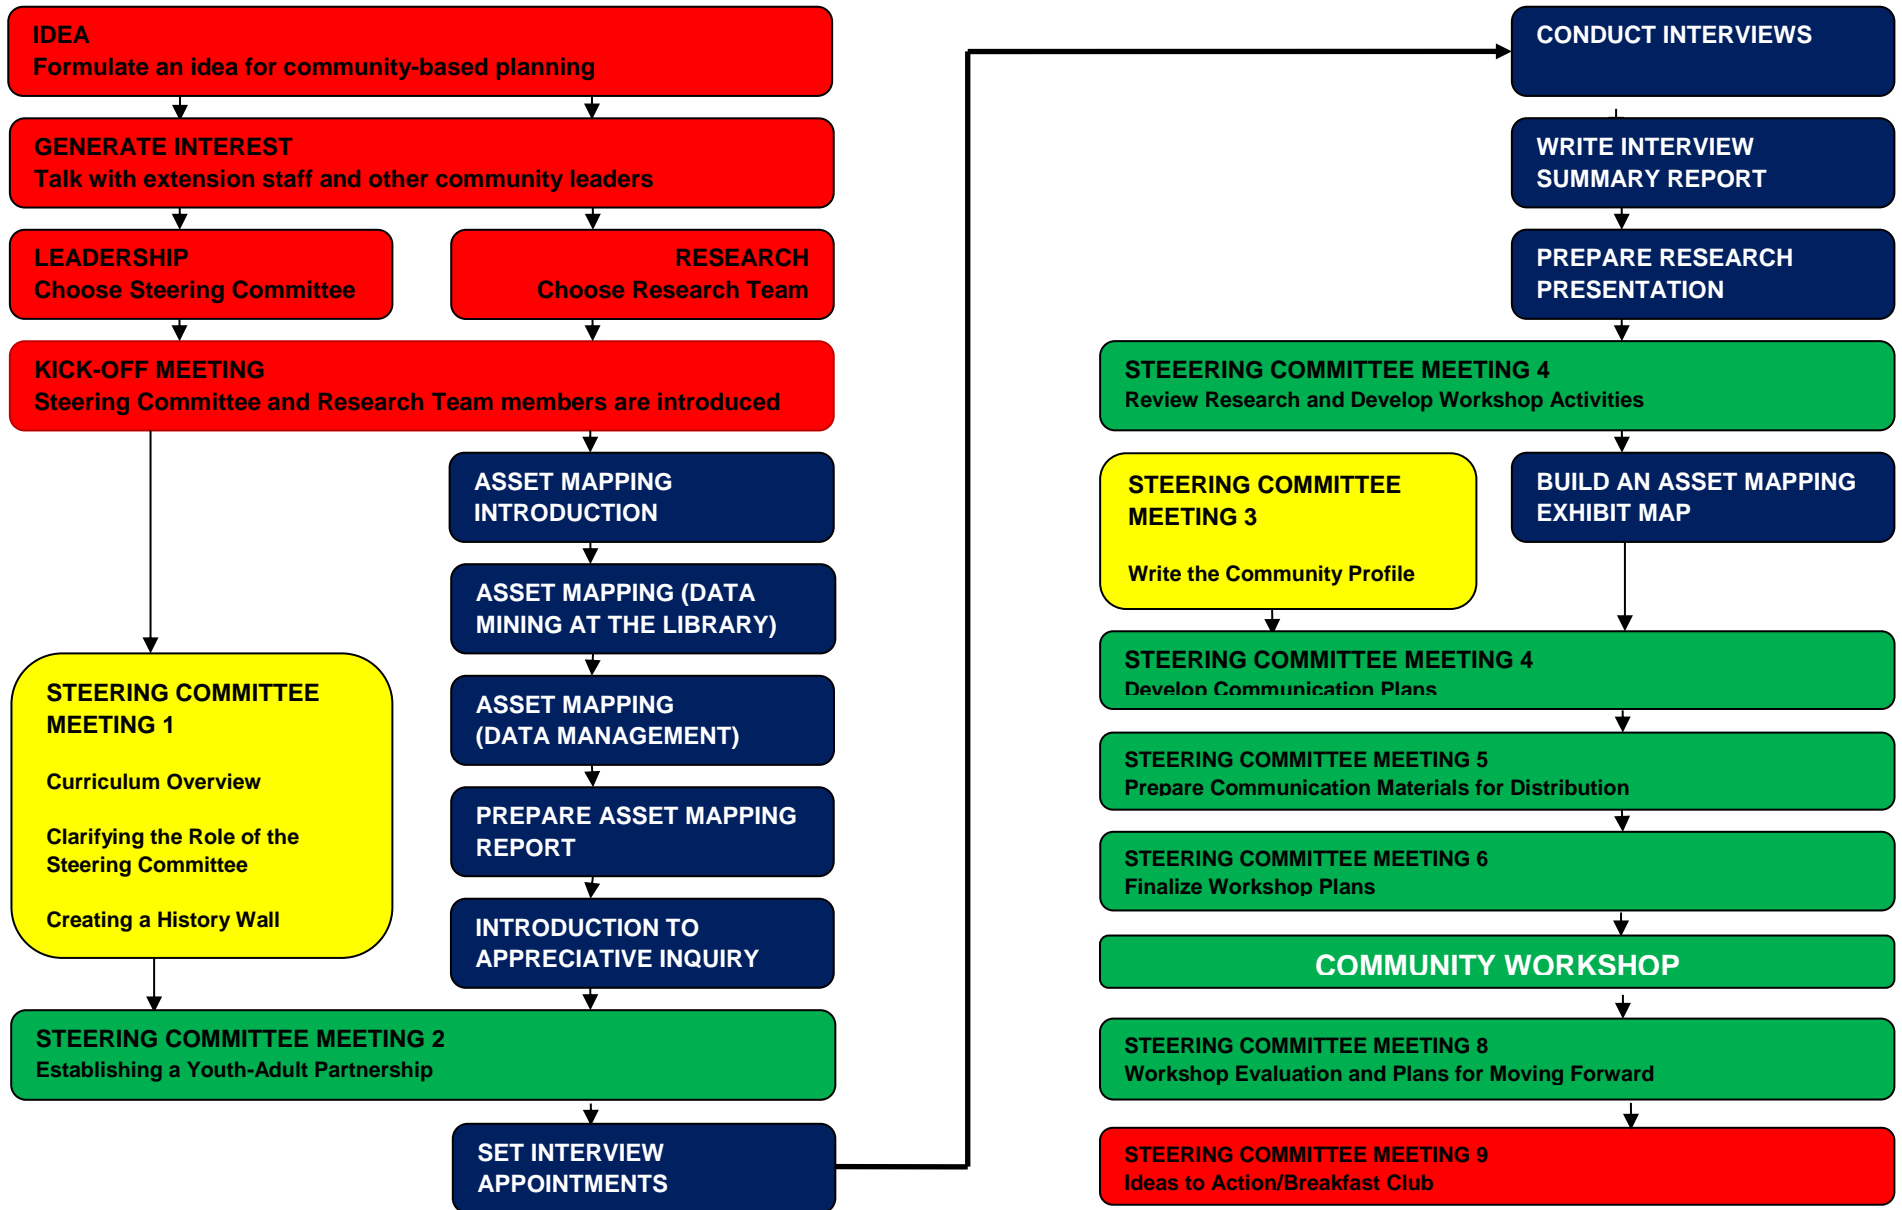 IDEA
Formulate an idea for community-based planning
GENERATE INTEREST
Talk with extension staff and other community leaders
LEADERSHIP
Choose Steering Committee
RESEARCH
Choose Research Team
KICK-OFF MEETING
Steering Committee and Research Team members are introduced
ASSET MAPPING
INTRODUCTION
ASSET MAPPING (DATA
MINING AT THE LIBRARY)
ASSET MAPPING
(DATA MANAGEMENT)
PREPARE ASSET MAPPING
REPORT
INTRODUCTION TO
APPRECIATIVE INQUIRY
STEERING COMMITTEE
MEETING 1
Curriculum Overview
Clarifying the Role of the
Steering Committee
Creating a History Wall
STEERING COMMITTEE MEETING 2
Establishing a Youth-Adult Partnership
SET INTERVIEW
APPOINTMENTS
CONDUCT INTERVIEWS
WRITE INTERVIEW
SUMMARY REPORT
PREPARE RESEARCH
PRESENTATION
STEEERING COMMITTEE MEETING 4
Review Research and Develop Workshop Activities
STEERING COMMITTEE
MEETING 3
Write the Community Profile
BUILD AN ASSET MAPPING
EXHIBIT MAP
STEERING COMMITTEE MEETING 4
Develop Communication Plans
STEERING COMMITTEE MEETING 5
Prepare Communication Materials for Distribution
STEERING COMMITTEE MEETING 6
Finalize Workshop Plans
COMMUNITY WORKSHOP
STEERING COMMITTEE MEETING 8
Workshop Evaluation and Plans for Moving Forward
STEERING COMMITTEE MEETING 9
Ideas to Action/Breakfast Club